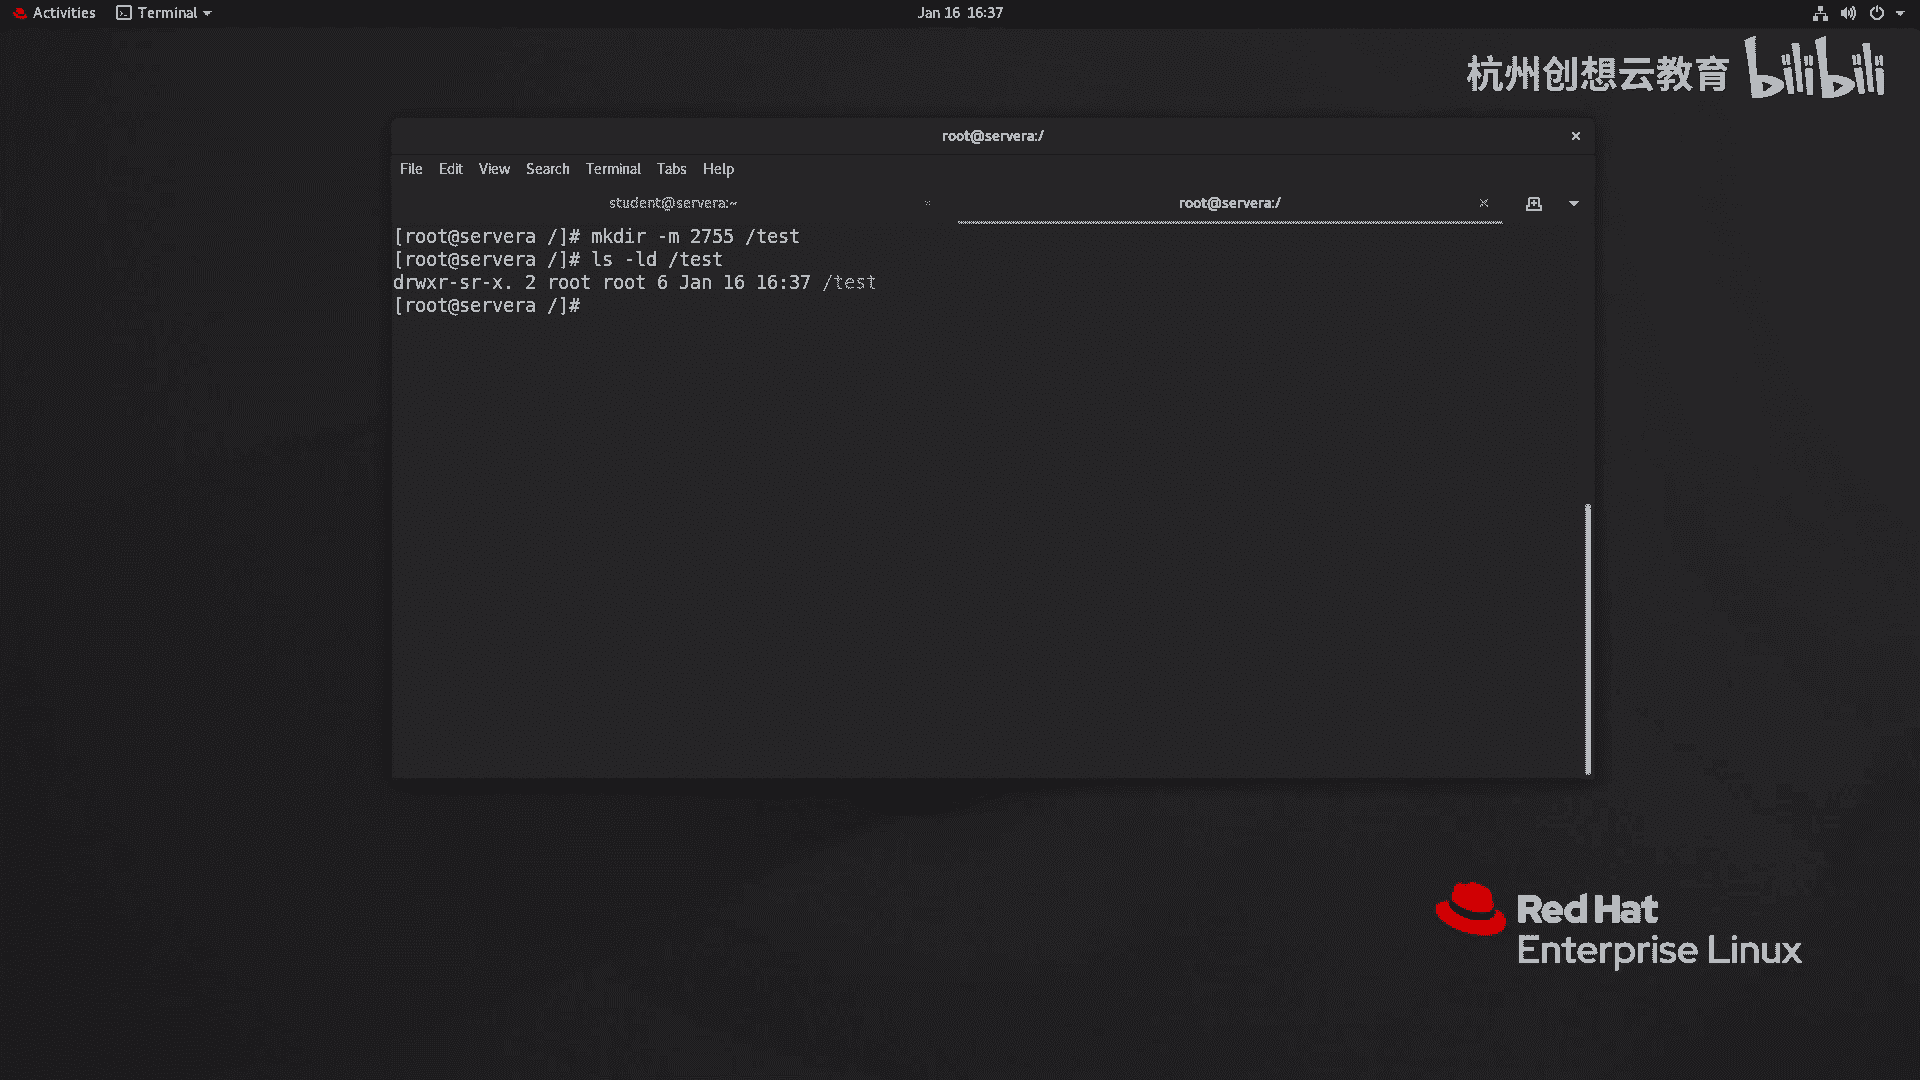 Activities
Terminal
Jan 16 16:37
杭州创想云教育 bilibili
root@servera:/
File Edit View Search Terminal Tabs Help
student@servera:~
root@servera:/
[root@servera /]# mkdir -m 2755 /test
[root@servera /]# ls -ld /test
drwxr-sr-x. 2 root root 6 Jan 16 16:37 /test
[root@servera /]#
Red Hat
Enterprise Linux